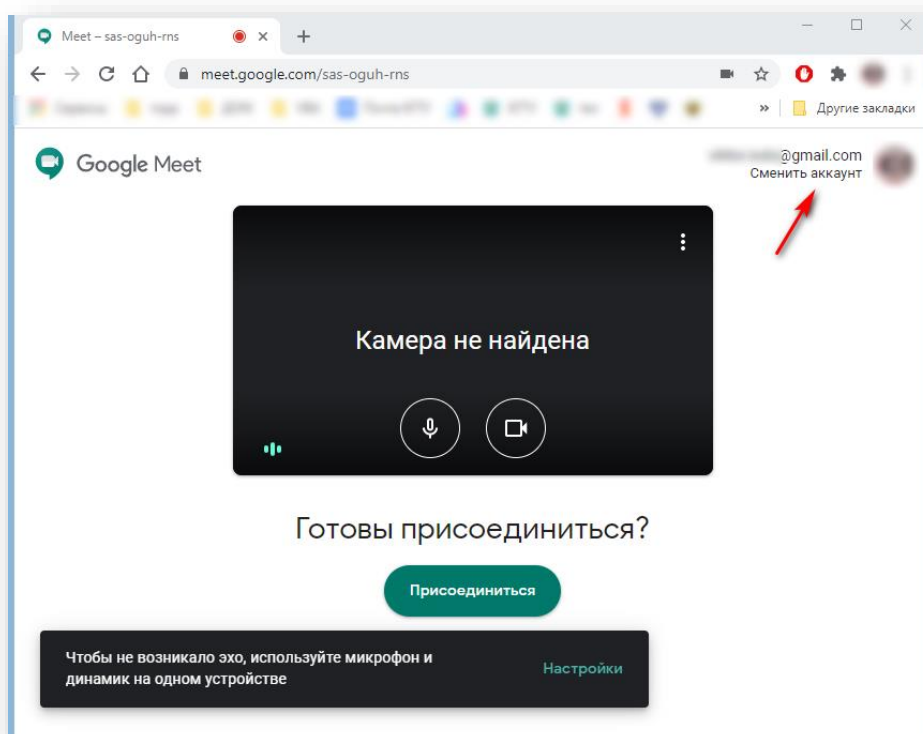 Meet – sas-oguh-rns
meet.google.com/sas-oguh-rns
Другие закладки
Google Meet
@gmail.com
Сменить аккаунт
Камера не найдена
Готовы присоединиться?
Присоединиться
Чтобы не возникало эхо, используйте микрофон и
динамик на одном устройстве
Настройки